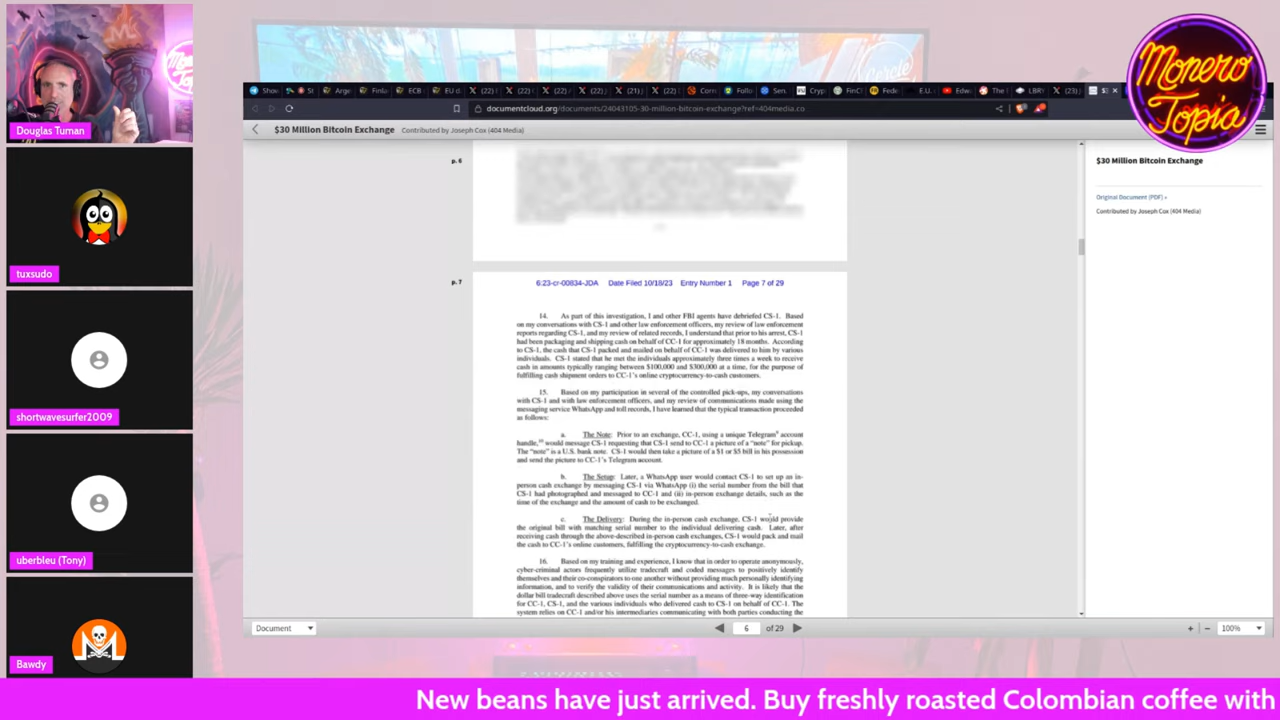 Douglas Tuman
tuxsudo
shortwavesurfer2009
uberbleu (Tony)
Bawdy
Monero
Topia
documentcloud.org/documents/24043105-30-million-bitcoin-exchange?ref=404media.co
$30 Million Bitcoin Exchange Contributed by Joseph Cox (404 Media)
p. 6
p. 7
6:23-cr-00834-JDA Date Filed 10/18/23 Entry Number 1 Page 7 of 29
14. As part of this investigation, I and other FBI agents have debriefed CS-1. Based
on my conversations with CS-1 and other law enforcement officers, my review of law enforcement
reports regarding CS-1, and my review of related records, I understand that prior to his arrest, CS-1
had been packaging and shipping cash on behalf of CC-1 for approximately 18 months. According
to CS-1, the cash that CS-1 packed and mailed on behalf of CC-1 was delivered to him by various
individuals. CS-1 stated that he met the individuals approximately three times a week to receive
cash in amounts typically ranging between $100,000 and $300,000 at a time, for the purpose of
fulfilling cash shipment orders to CC-1's online cryptocurrency-to-cash customers.
15. Based on my participation in several of the controlled pick-ups, my conversations
with CS-1 and with law enforcement officers, and my review of communications made using the
messaging service WhatsApp and toll records, I have learned that the typical transaction proceeded
as follows:
a. The Note: Prior to an exchange, CC-1, using a unique Telegram account
handle, would message CS-1 requesting that CS-1 send to CC-1 a picture of a "note" for pickup.
The "note" is a U.S. bank note. CS-1 would then take a picture of a $1 or $5 bill in his possession
and send the picture to CC-1's Telegram account.
b. The Setup: Later, a WhatsApp user would contact CS-1 to set up an in-
person cash exchange by messaging CS-1 via WhatsApp (i) the serial number from the bill that
CS-1 had photographed and messaged to CC-1 and (ii) in-person exchange details, such as the
time of the exchange and the amount of cash to be exchanged.
c. The Delivery: During the in-person cash exchange, CS-1 would provide
the original bill with matching serial number to the individual delivering cash. Later, after
receiving cash through the above-described in-person cash exchanges, CS-1 would pack and mail
the cash to CC-1's online customers, fulfilling the cryptocurrency-to-cash exchange.
16. Based on my training and experience, I know that in order to operate anonymously,
cyber-criminal actors frequently utilize tradecraft and coded messages to positively identify
themselves and their co-conspirators to one another without providing much personally identifying
information, and to verify the validity of their communications and activity. It is likely that the
dollar bill tradecraft described above uses the serial number as a means of three-way identification
for CC-1, CS-1, and the various individuals who delivered cash to CS-1 on behalf of CC-1. The
system relies on CC-1 and/or his intermediaries communicating with both parties conducting the
$30 Million Bitcoin Exchange
Original Document (PDF) »
Contributed by Joseph Cox (404 Media)
Document
6 of 29
100%
New beans have just arrived. Buy freshly roasted Colombian coffee with